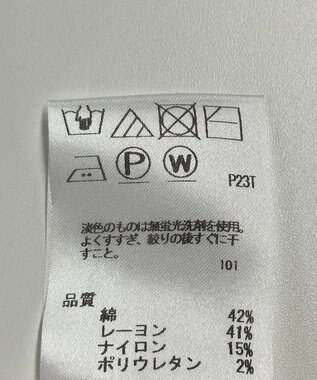 P W P23T
淡色のものは無蛍光洗剤を使用。
よくすすぎ、絞りの後すぐに干
すこと。
101
品質
綿 42%
レーヨン 41%
ナイロン 15%
ポリウレタン 2%